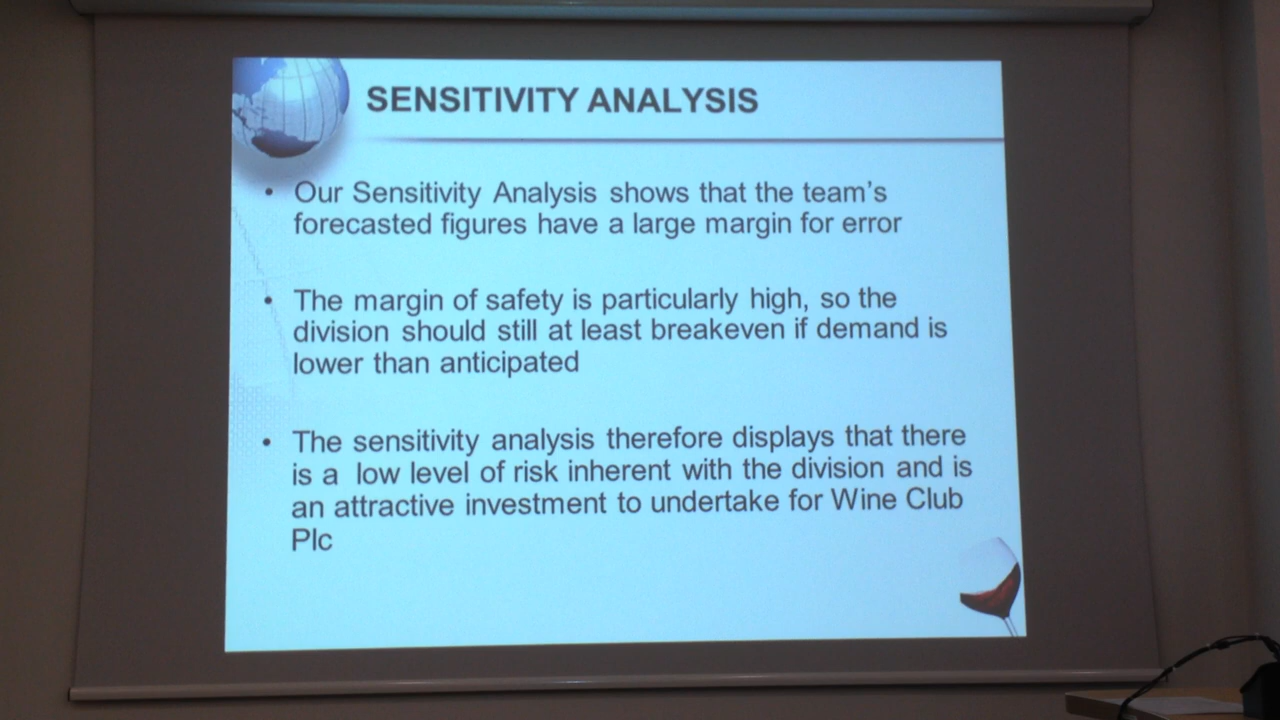 SENSITIVITY ANALYSIS
• Our Sensitivity Analysis shows that the team's
forecasted figures have a large margin for error
• The margin of safety is particularly high, so the
division should still at least breakeven if demand is
lower than anticipated
• The sensitivity analysis therefore displays that there
is a low level of risk inherent with the division and is
an attractive investment to undertake for Wine Club
Plc